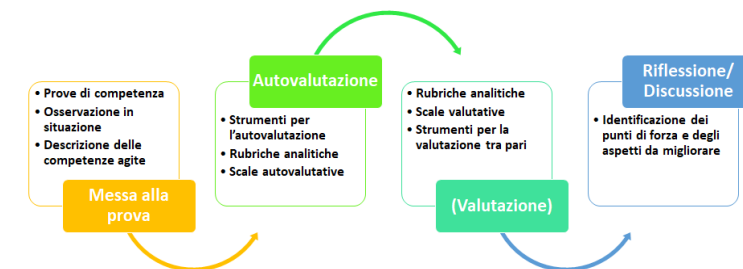 • Prove di competenza
• Osservazione in
situazione
• Descrizione delle
competenze agite
Messa alla
prova
Autovalutazione
• Strumenti per
l'autovalutazione
• Rubriche analitiche
• Scale autovalutative
• Rubriche analitiche
• Scale valutative
• Strumenti per la
valutazione tra pari
(Valutazione)
Riflessione/
Discussione
• Identificazione dei
punti di forza e degli
aspetti da migliorare